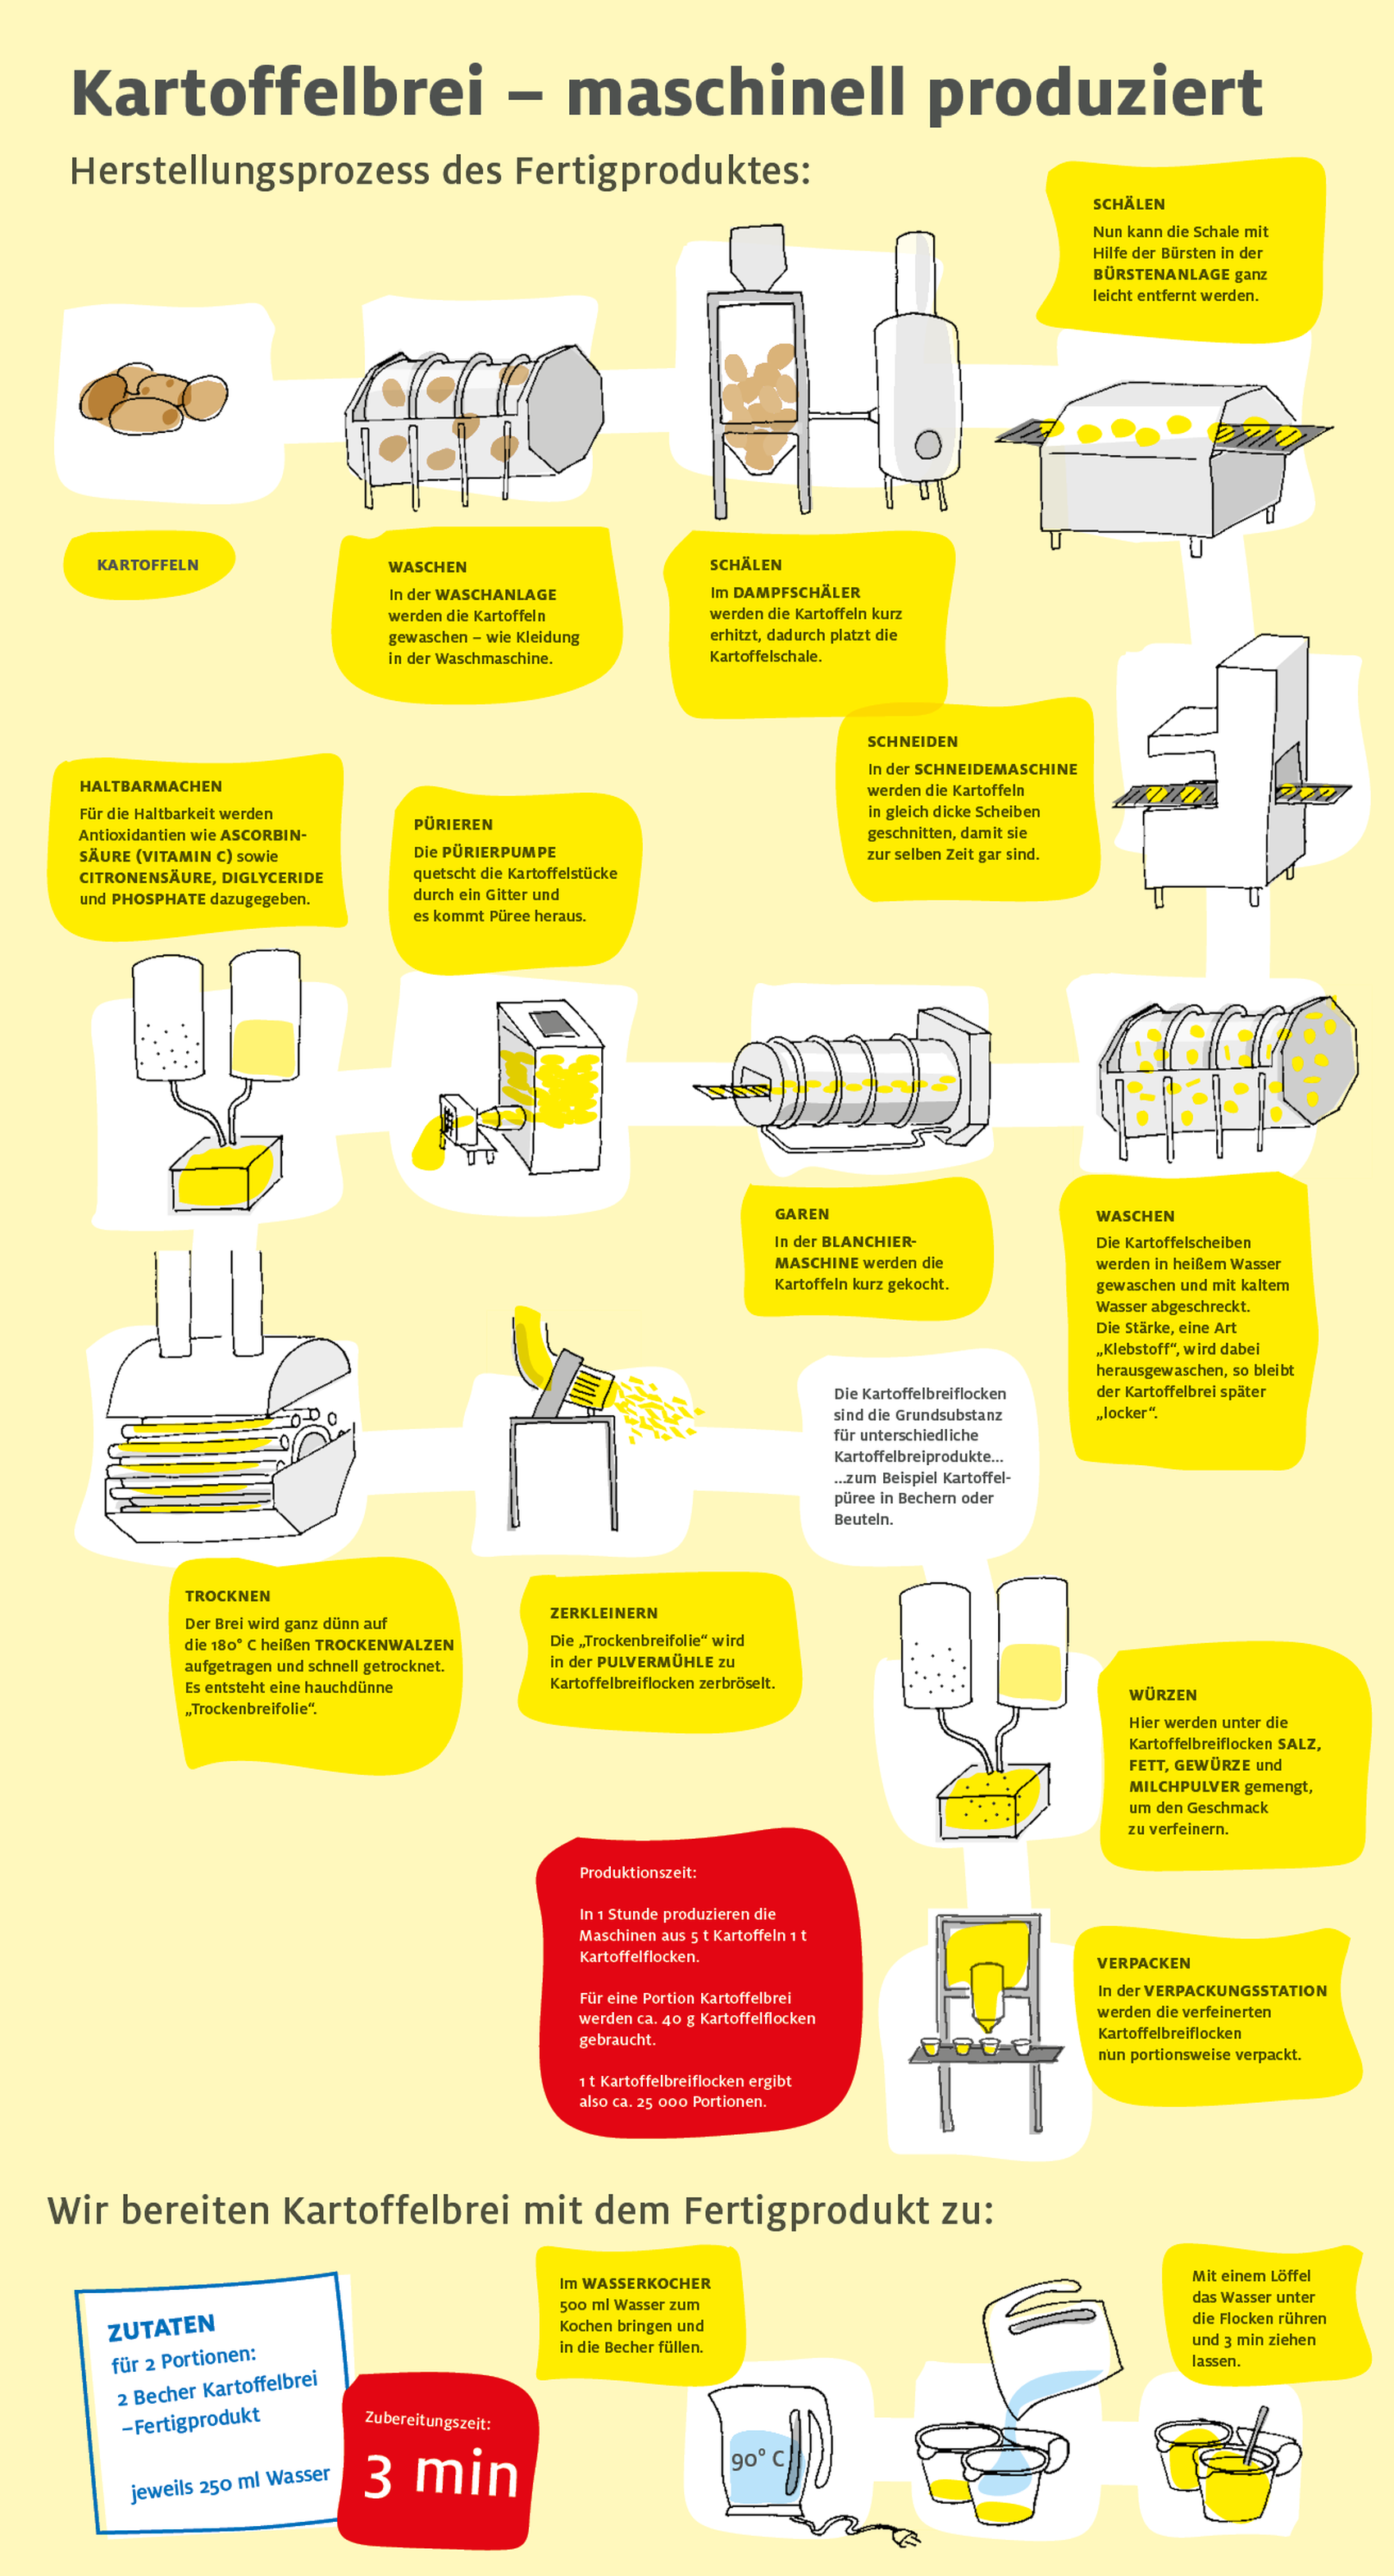 Kartoffelbrei – maschinell produziert
Herstellungsprozess des Fertigproduktes:
KARTOFFELN
WASCHEN
In der WASCHANLAGE
werden die Kartoffeln
gewaschen – wie Kleidung
in der Waschmaschine.
SCHÄLEN
Im DAMPFSCHÄLER
werden die Kartoffeln kurz
erhitzt, dadurch platzt die
Kartoffelschale.
SCHÄLEN
Nun kann die Schale mit
Hilfe der Bürsten in der
BÜRSTENANLAGE ganz
leicht entfernt werden.
SCHNEIDEN
In der SCHNEIDEMASCHINE
werden die Kartoffeln
in gleich dicke Scheiben
geschnitten, damit sie
zur selben Zeit gar sind.
WASCHEN
Die Kartoffelscheiben
werden in heißem Wasser
gewaschen und mit kaltem
Wasser abgeschreckt.
Die Stärke, eine Art
„Klebstoff“, wird dabei
herausgewaschen, so bleibt
der Kartoffelbrei später
„locker“.
GAREN
In der BLANCHIER-
MASCHINE werden die
Kartoffeln kurz gekocht.
PÜRIEREN
Die PÜRIERPUMPE
quetscht die Kartoffelstücke
durch ein Gitter und
es kommt Püree heraus.
HALTBARMACHEN
Für die Haltbarkeit werden
Antioxidantien wie ASCORBIN-
SÄURE (VITAMIN C) sowie
CITRONENSÄURE, DIGLYCERIDE
und PHOSPHATE dazugegeben.
TROCKNEN
Der Brei wird ganz dünn auf
die 180° C heißen TROCKENWALZEN
aufgetragen und schnell getrocknet.
Es entsteht eine hauchdünne
„Trockenbreifolie“.
ZERKLEINERN
Die „Trockenbreifolie“ wird
in der PULVERMÜHLE zu
Kartoffelbreiflocken zerbröselt.
Die Kartoffelbreiflocken
sind die Grundsubstanz
für unterschiedliche
Kartoffelbreiprodukte...
...zum Beispiel Kartoffel-
püree in Bechern oder
Beuteln.
WÜRZEN
Hier werden unter die
Kartoffelbreiflocken SALZ,
FETT, GEWÜRZE und
MILCHPULVER gemengt,
um den Geschmack
zu verfeinern.
VERPACKEN
In der VERPACKUNGSSTATION
werden die verfeinerten
Kartoffelbreiflocken
nun portionsweise verpackt.
Produktionszeit:
In 1 Stunde produzieren die
Maschinen aus 5 t Kartoffeln 1 t
Kartoffelflocken.
Für eine Portion Kartoffelbrei
werden ca. 40 g Kartoffelflocken
gebraucht.
1 t Kartoffelbreiflocken ergibt
also ca. 25 000 Portionen.
Wir bereiten Kartoffelbrei mit dem Fertigprodukt zu:
ZUTATEN
für 2 Portionen:
2 Becher Kartoffelbrei
–Fertigprodukt
jeweils 250 ml Wasser
Zubereitungszeit:
3 min
Im WASSERKOCHER
500 ml Wasser zum
Kochen bringen und
in die Becher füllen.
90° C
Mit einem Löffel
das Wasser unter
die Flocken rühren
und 3 min ziehen
lassen.